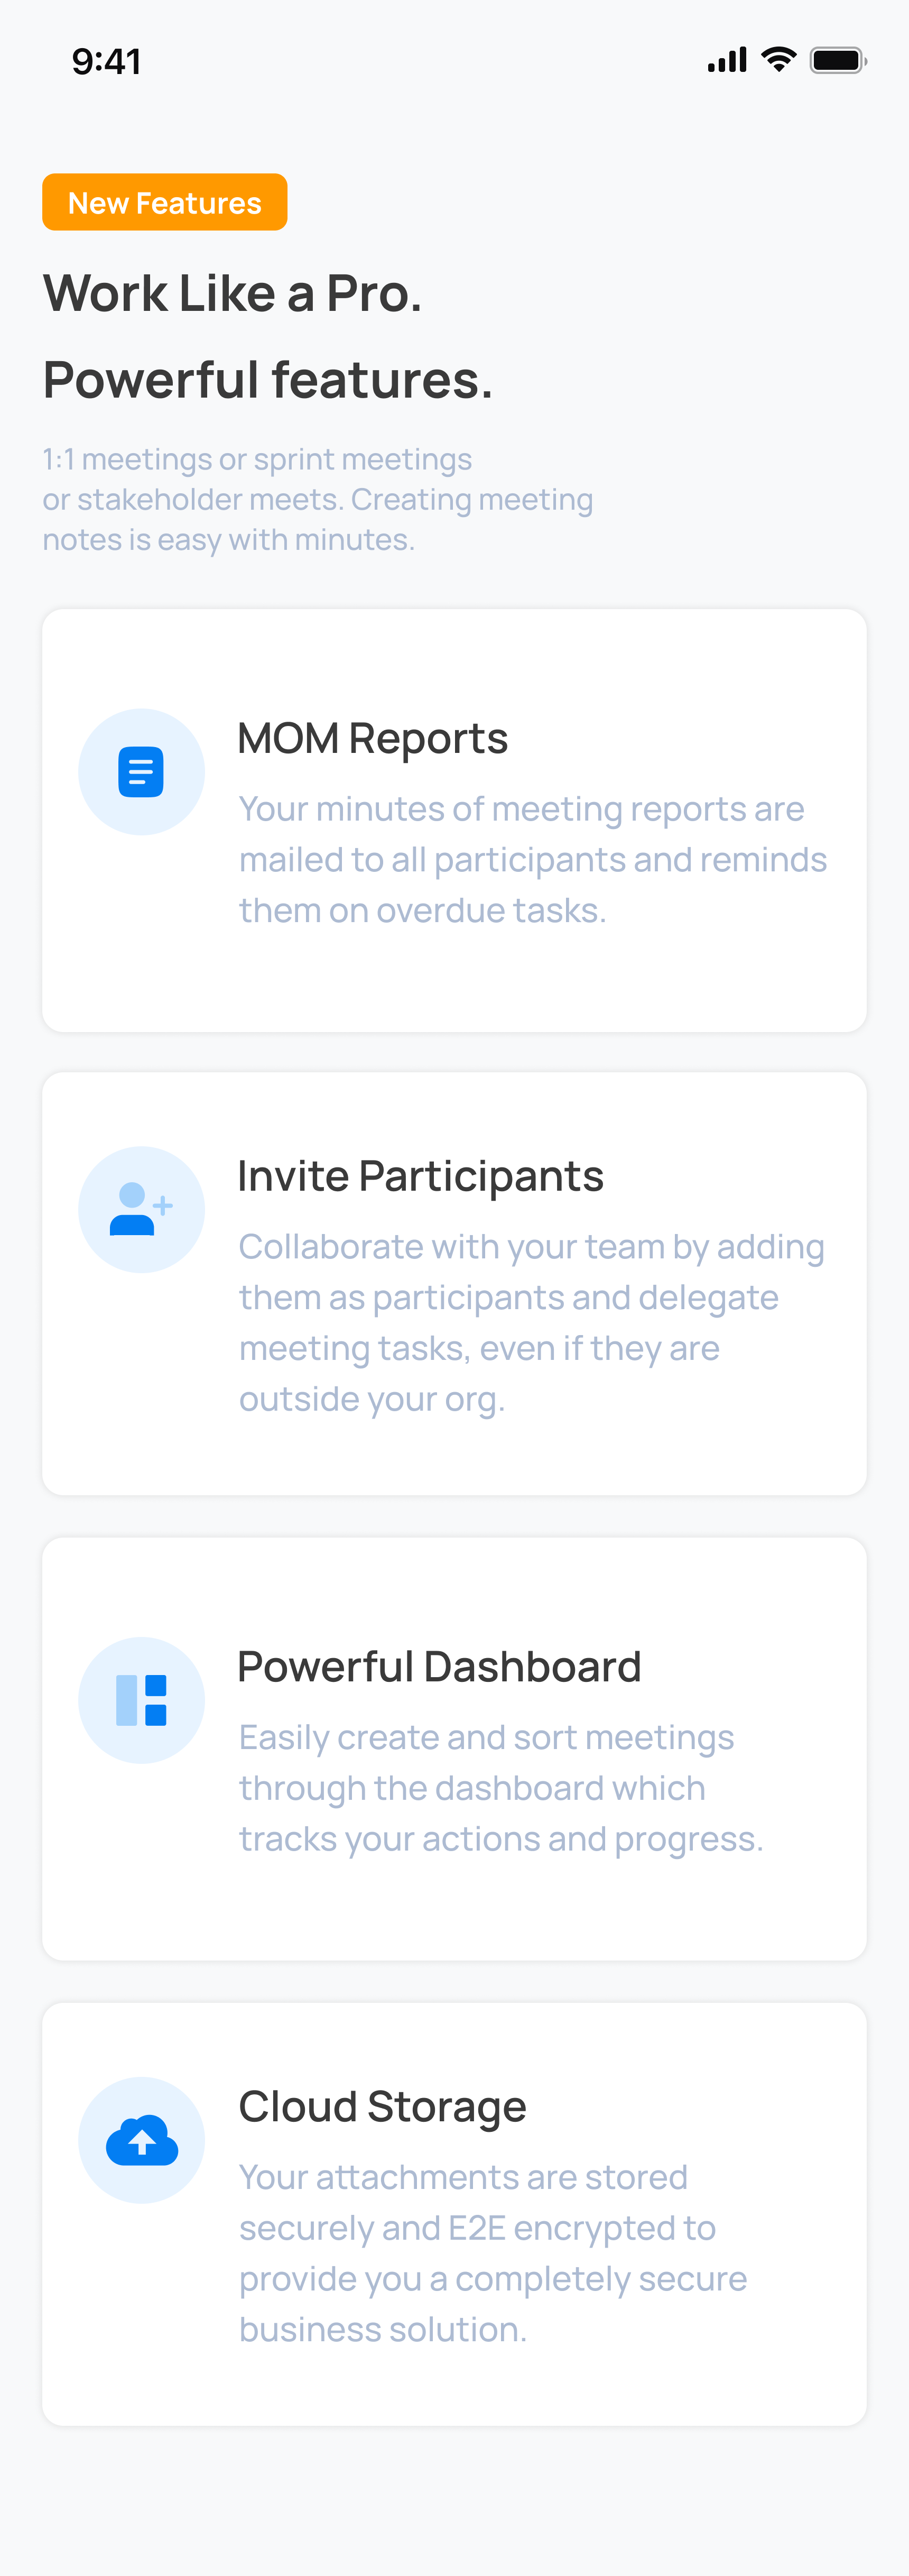 9:41
New Features
Work Like a Pro.
Powerful features.
1:1 meetings or sprint meetings
or stakeholder meets. Creating meeting
notes is easy with minutes.
MOM Reports
Your minutes of meeting reports are
mailed to all participants and reminds
them on overdue tasks.
Invite Participants
Collaborate with your team by adding
them as participants and delegate
meeting tasks, even if they are
outside your org.
Powerful Dashboard
Easily create and sort meetings
through the dashboard which
tracks your actions and progress.
Cloud Storage
Your attachments are stored
securely and E2E encrypted to
provide you a completely secure
business solution.